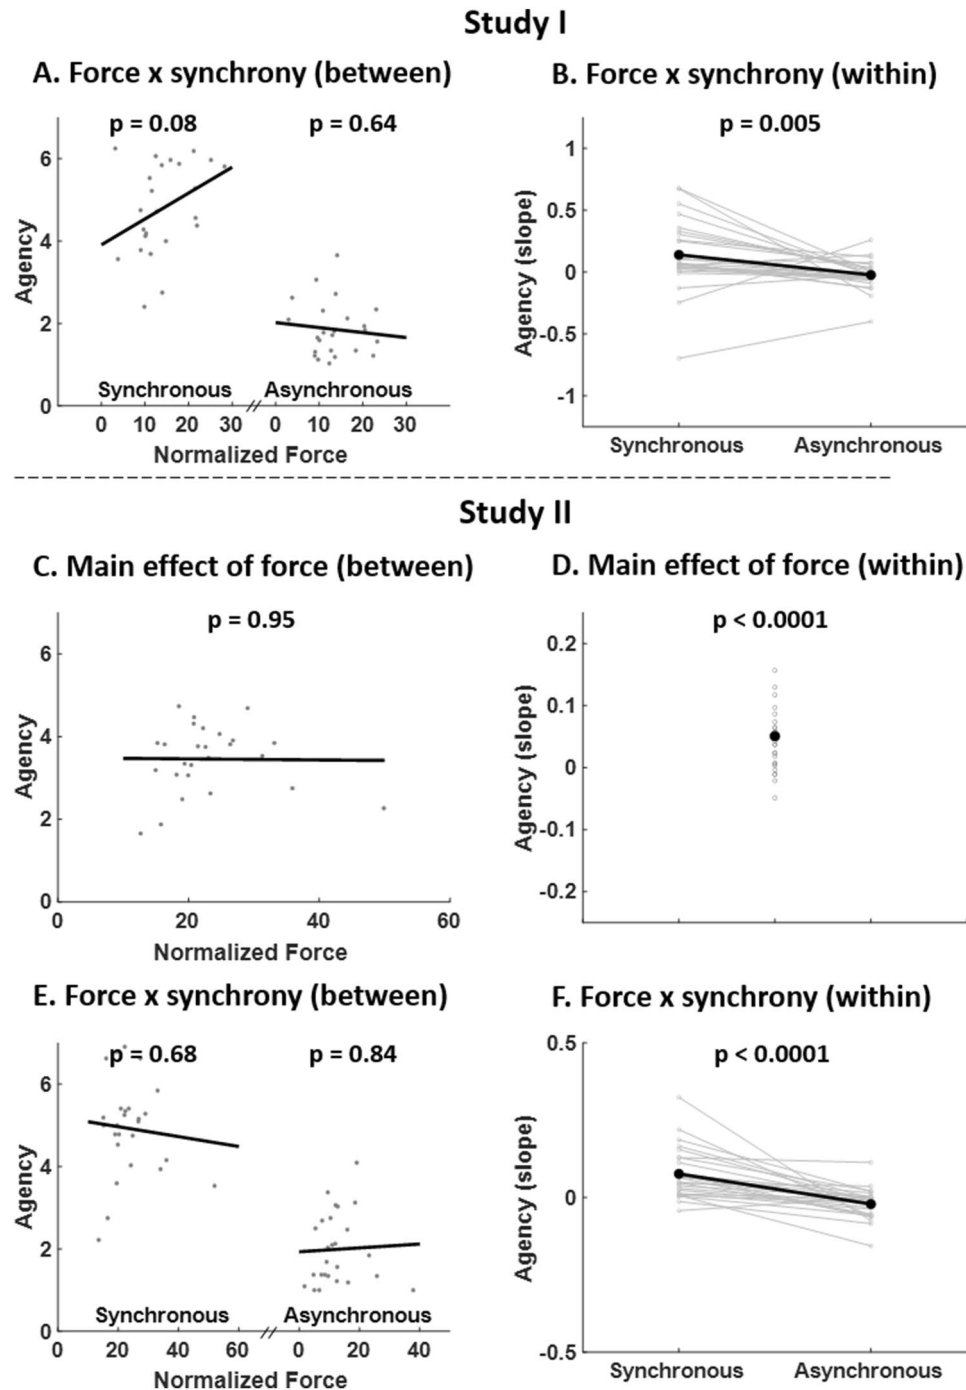 Study I
A. Force x synchrony (between)
p = 0.08
p = 0.64
6
4
2
0
Agency
Synchronous
Asynchronous
0 10 20 30
//
0 10 20 30
Normalized Force
B. Force x synchrony (within)
p = 0.005
1
0.5
0
-0.5
-1
Agency (slope)
Synchronous
Asynchronous
Study II
C. Main effect of force (between)
p = 0.95
6
4
2
0
Agency
0 20 40 60
Normalized Force
D. Main effect of force (within)
p < 0.0001
0.2
0.1
0
-0.1
-0.2
Agency (slope)
E. Force x synchrony (between)
p = 0.68
p = 0.84
6
4
2
0
Agency
Synchronous
Asynchronous
0 20 40 60
//
0 20 40
Normalized Force
F. Force x synchrony (within)
p < 0.0001
0.5
0
-0.5
Agency (slope)
Synchronous
Asynchronous